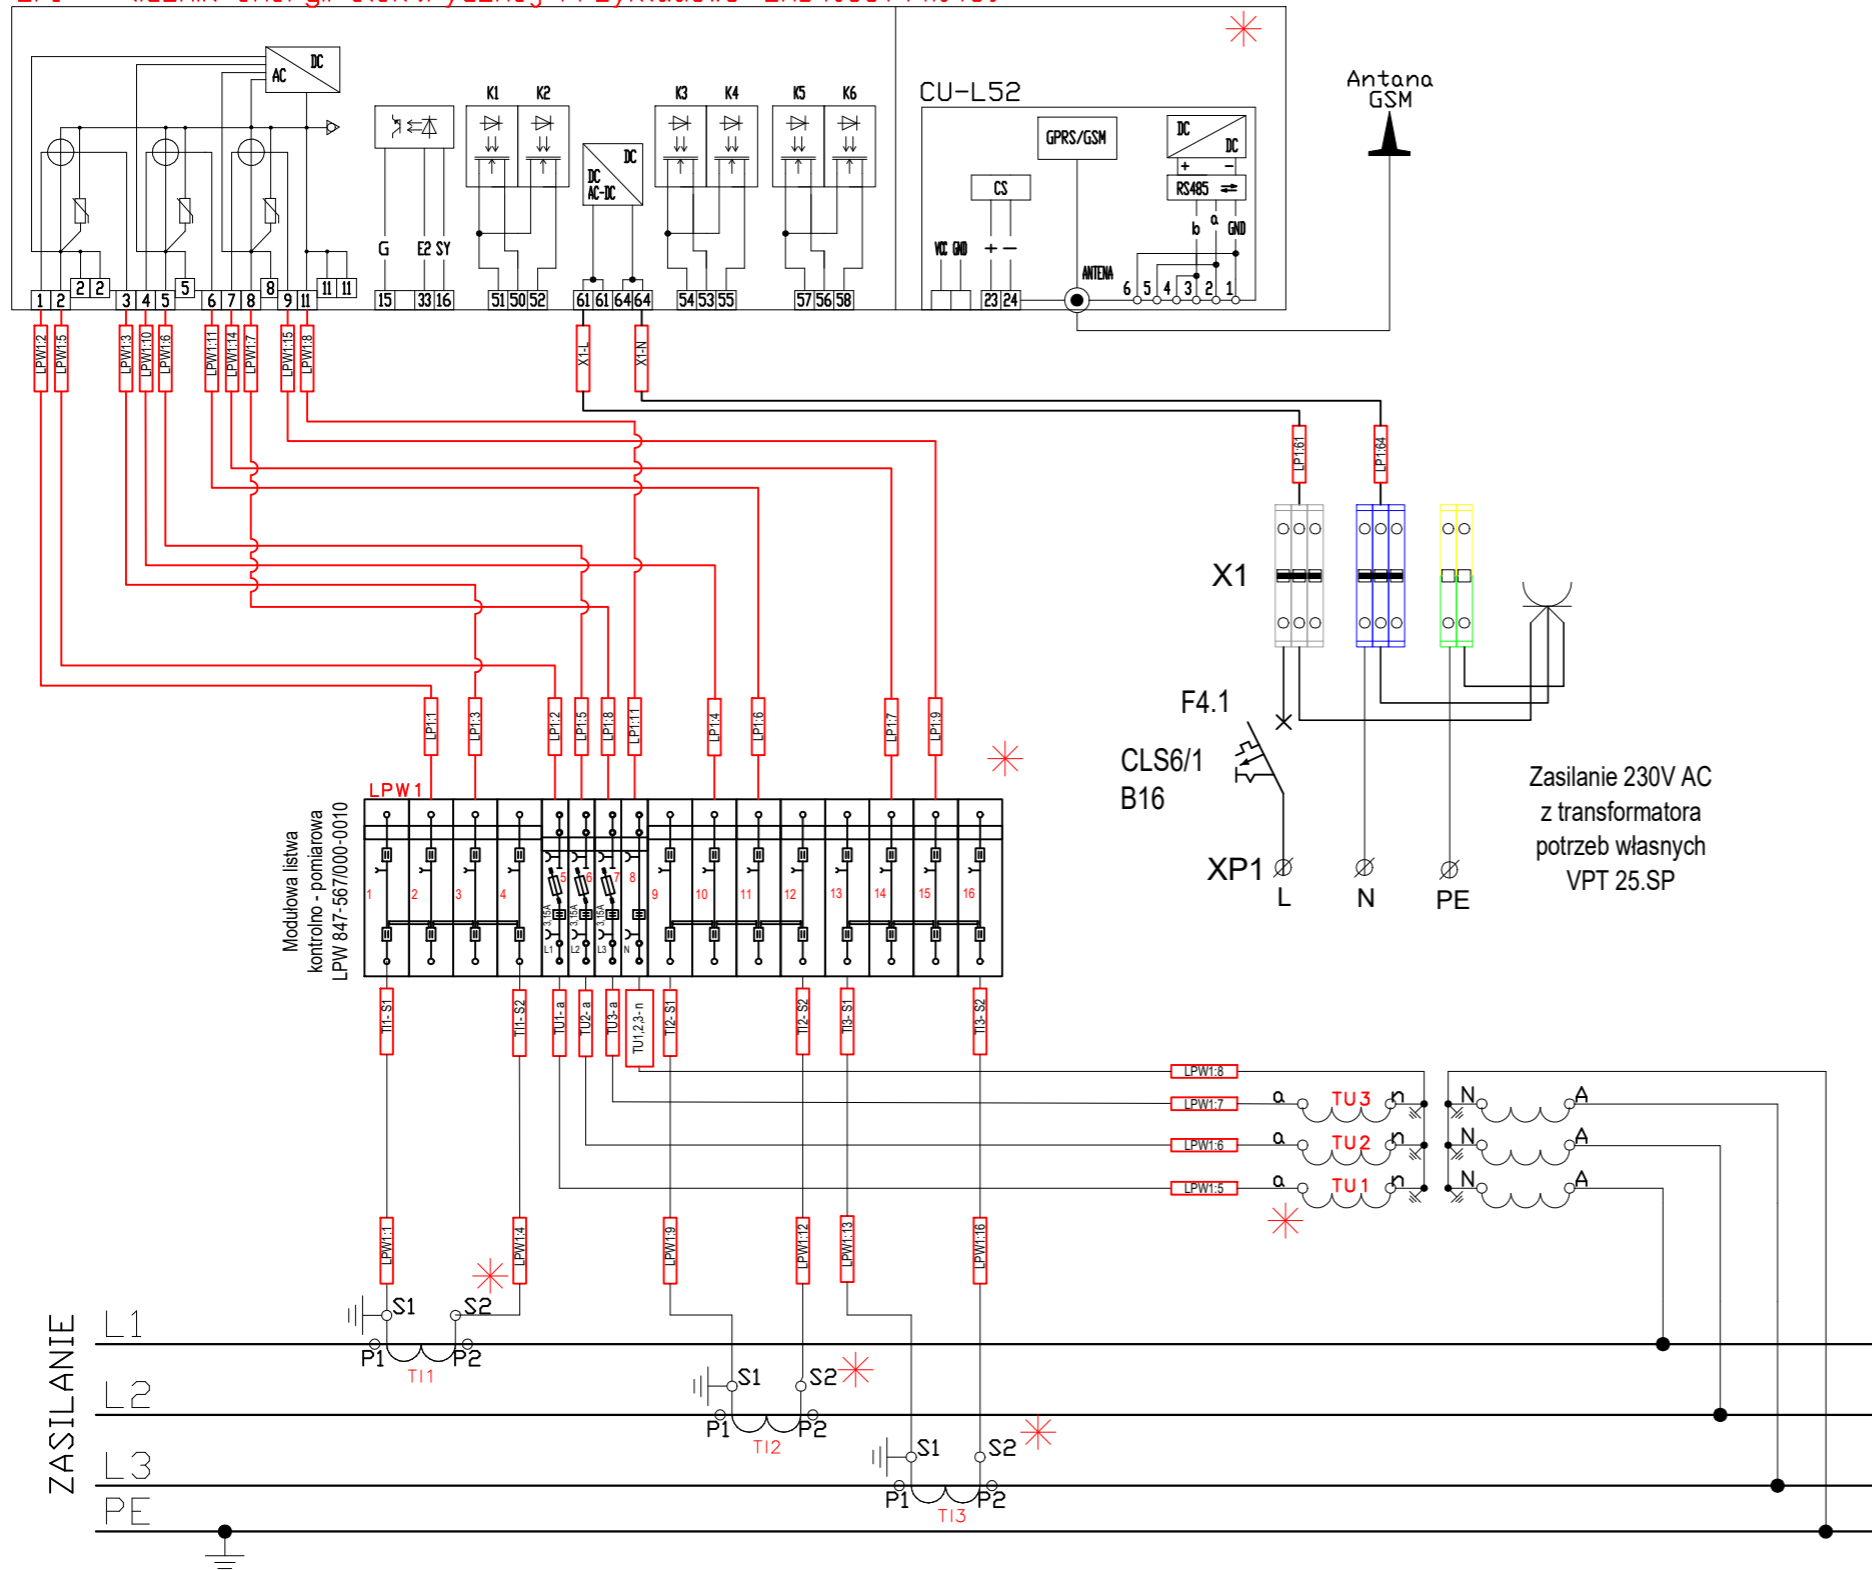 DC
AC
K1 K2 K3 K4 K5 K6
DC
DC
AC-DC
G E2 SY
CU-L52
GPRS/GSM
DC
DC
+ -
CS
RS485
b a GND
VCC GND + -
ANTENA
6 5 4 3 2 1
Antana
GSM
2 2 5 8 11 11
1 2 3 4 5 6 7 8 9 11
15 33 16 51 50 52 61 61 64 64 54 53 55 57 56 58 23 24
LPW1:2 LPW1:5 LPW1:3 LPW1:10 LPW1:6 LPW1:11 LPW1:14 LPW1:7 LPW1:15 LPW1:8 X1-L X1-N
LP1:61 LP1:64
X1
LP1:1 LP1:3 LP1:2 LP1:5 LP1:8 LP1:11 LP1:4 LP1:6 LP1:7 LP1:9
F4.1
CLS6/1
B16
XP1
L N PE
Zasilanie 230V AC
z transformatora
potrzeb własnych
VPT 25.SP
LPW1
Modułowa listwa
kontrolno - pomiarowa
LPW 847-567/000-0010
1 2 3 4 5 6 7 8 9 10 11 12 13 14 15 16
3,15A 3,15A 3,15A
L1 L2 L3 N
TI1- S1 TI1- S2 TU1- a TU2- a TU3- a TU1,2,3- n TI2- S1 TI2- S2 TI3- S1 TI3- S2
LPW1:8
LPW1:7 a TU3 n N A
LPW1:6 a TU2 n N A
LPW1:5 a TU1 n N A
LPW1:1 LPW1:4 LPW1:9 LPW1:12 LPW1:13 LPW1:16
ZASILANIE
L1
S1 S2
P1 P2
TI1
L2
S1 S2
P1 P2
TI2
L3
S1 S2
P1 P2
TI3
PE